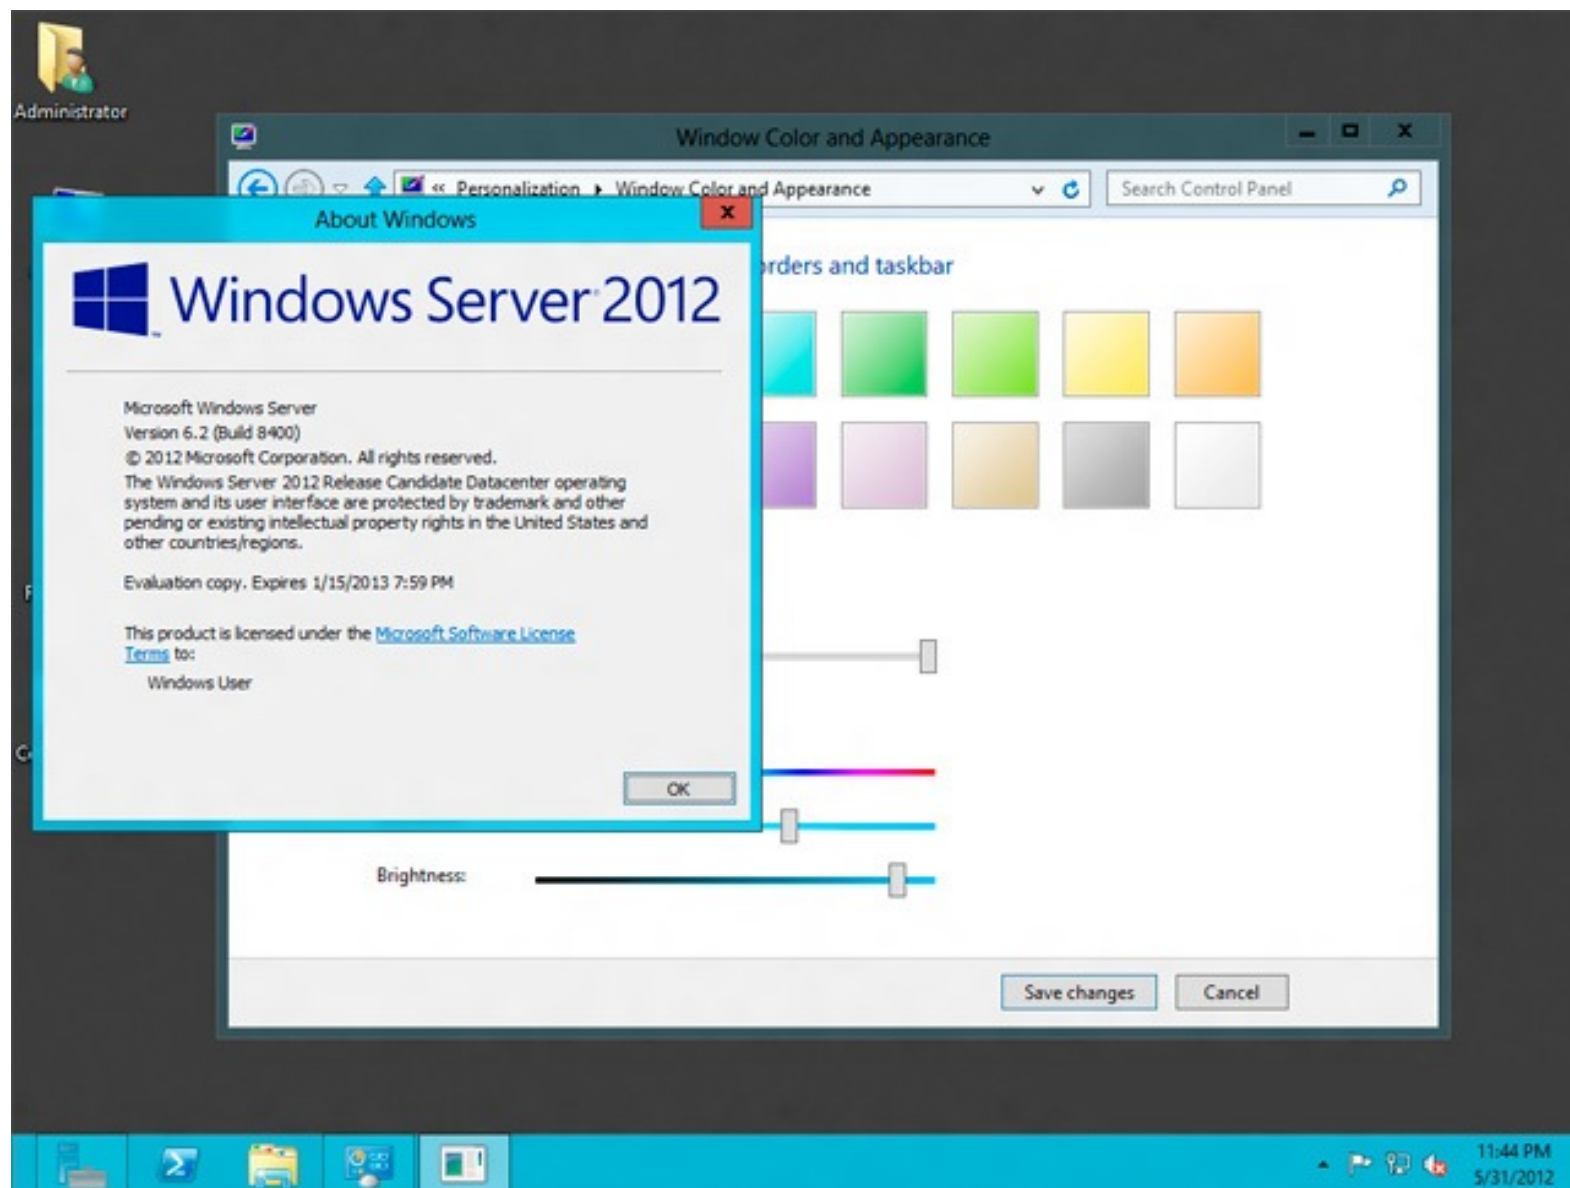 Administrator
Window Color and Appearance
« Personalization ▸ Window Color and Appearance
Search Control Panel
About Windows
orders and taskbar
Windows Server 2012
Microsoft Windows Server
Version 6.2 (Build 8400)
© 2012 Microsoft Corporation. All rights reserved.
The Windows Server 2012 Release Candidate Datacenter operating
system and its user interface are protected by trademark and other
pending or existing intellectual property rights in the United States and
other countries/regions.
Evaluation copy. Expires 1/15/2013 7:59 PM
This product is licensed under the Microsoft Software License
Terms to:
Windows User
OK
Brightness:
Save changes
Cancel
11:44 PM
5/31/2012